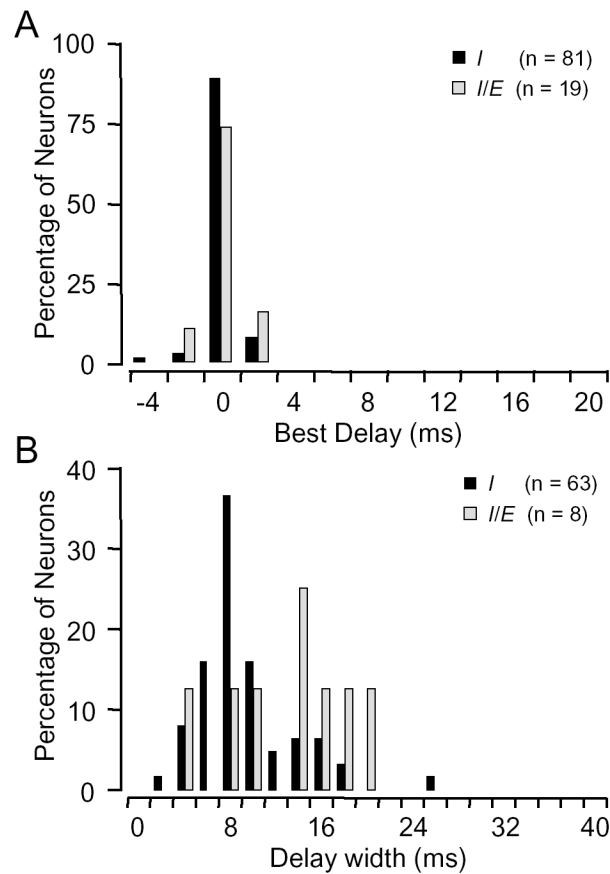 A
Percentage of Neurons
100
75
50
25
0
I (n = 81)
I/E (n = 19)
-4 0 4 8 12 16 20
Best Delay (ms)
B
Percentage of Neurons
40
30
20
10
0
I (n = 63)
I/E (n = 8)
0 8 16 24 32 40
Delay width (ms)